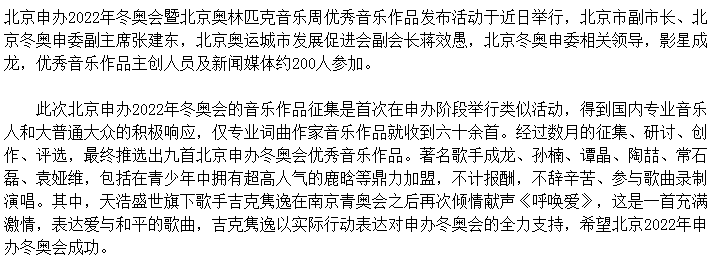 北京申办2022年冬奥会暨北京奥林匹克音乐周优秀音乐作品发布活动于近日举行，北京市副市长、北
京冬奥申委副主席张建东，北京奥运城市发展促进会副会长蒋效愚，北京冬奥申委相关领导，影星成
龙，优秀音乐作品主创人员及新闻媒体约200人参加。
此次北京申办2022年冬奥会的音乐作品征集是首次在申办阶段举行类似活动，得到国内专业音乐
人和大普通大众的积极响应，仅专业词曲作家音乐作品就收到六十余首。经过数月的征集、研讨、创
作、评选，最终推选出九首北京申办冬奥会优秀音乐作品。著名歌手成龙、孙楠、谭晶、陶喆、常石
磊、袁娅维，包括在青少年中拥有超高人气的鹿晗等鼎力加盟，不计报酬，不辞辛苦、参与歌曲录制
演唱。其中，天浩盛世旗下歌手吉克隽逸在南京青奥会之后再次倾情献声《呼唤爱》，这是一首充满
激情，表达爱与和平的歌曲，吉克隽逸以实际行动表达对申办冬奥会的全力支持，希望北京2022年申
办冬奥会成功。